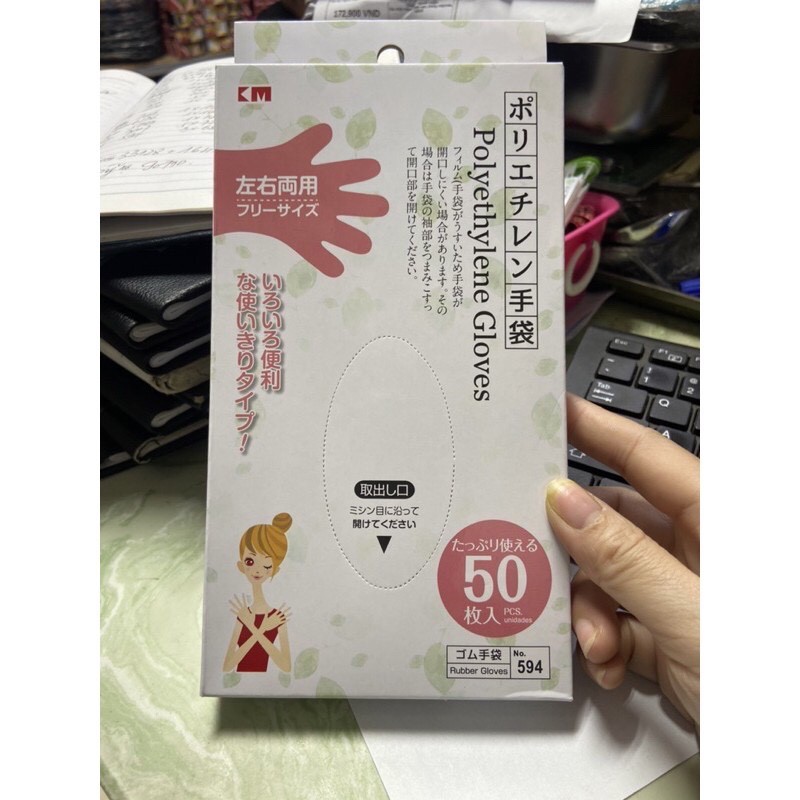 172,900 VND
KM
左右両用
フリーサイズ
ポリエチレン手袋
Polyethylene Gloves
フィルム(手袋)がうすいため手袋が
開口しにくい場合があります。その
場合は手袋の袖部をつまみこすっ
て開口部を開けてください。
いろいろ便利
な使いきりタイプ!
取出し口
ミシン目に沿って
開けてください
たっぷり使える
50
枚入 PCS.
unidades
ゴム手袋 No.
Rubber Gloves 594
Esc
F1
Tab
Q
A